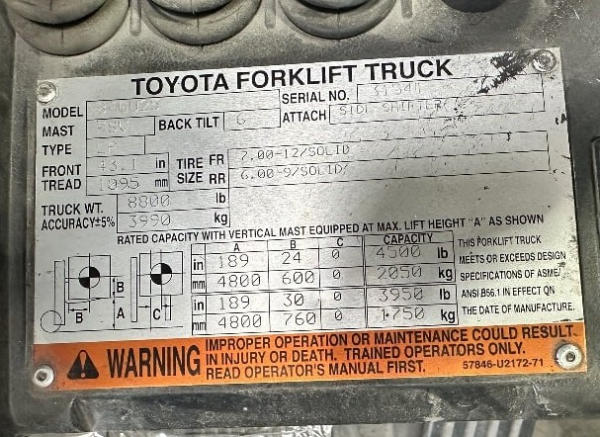 TOYOTA FORKLIFT TRUCK
MODEL SERIAL NO.
MAST BACK TILT 6 ATTACH SIDE SHIFTER
TYPE
FRONT TREAD 43.1 in 1095 mm
TIRE SIZE FR 7.00-12/SOLID
RR 6.00-9/SOLID/
TRUCK WT. 8800 lb
ACCURACY±5% 3990 kg
RATED CAPACITY WITH VERTICAL MAST EQUIPPED AT MAX. LIFT HEIGHT "A" AS SHOWN
A B C CAPACITY
in 189 24 0 4500 lb
mm 4800 600 0 2050 kg
in 189 30 0 3950 lb
mm 4800 760 0 1750 kg
B B A C
THIS FORKLIFT TRUCK
MEETS OR EXCEEDS DESIGN
SPECIFICATIONS OF ASME/
ANSI B56.1 IN EFFECT ON
THE DATE OF MANUFACTURE.
WARNING
IMPROPER OPERATION OR MAINTENANCE COULD RESULT
IN INJURY OR DEATH. TRAINED OPERATORS ONLY.
READ OPERATOR'S MANUAL FIRST. 57846-U2172-71